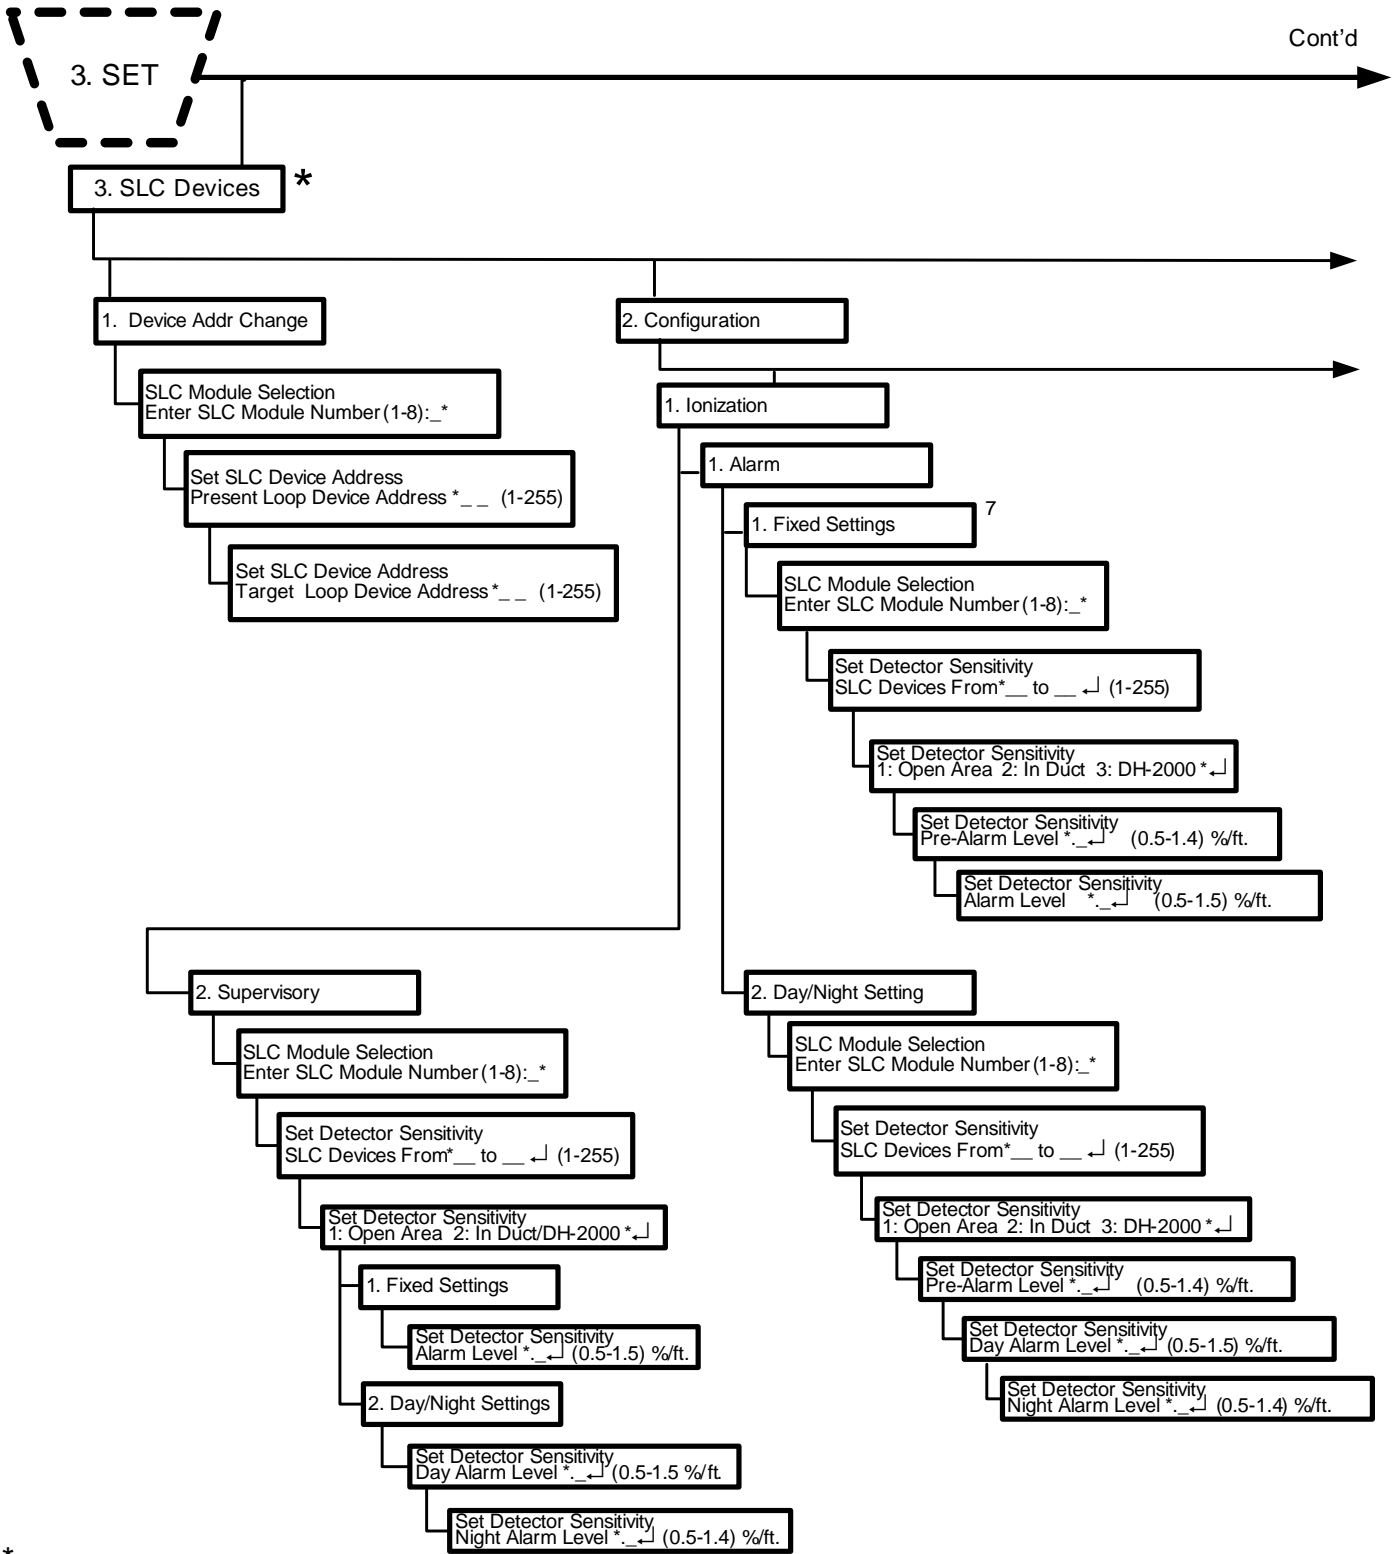 Cont'd
3. SET
3. SLC Devices
*
1. Device Addr Change
SLC Module Selection
Enter SLC Module Number (1-8):_*
Set SLC Device Address
Present Loop Device Address *_ _ (1-255)
Set SLC Device Address
Target Loop Device Address *_ _ (1-255)
2. Configuration
1. Ionization
1. Alarm
1. Fixed Settings
7
SLC Module Selection
Enter SLC Module Number (1-8):_*
Set Detector Sensitivity
SLC Devices From*__ to __ ↵ (1-255)
Set Detector Sensitivity
1: Open Area 2: In Duct 3: DH-2000 *↵
Set Detector Sensitivity
Pre-Alarm Level *._↵ (0.5-1.4) %/ft.
Set Detector Sensitivity
Alarm Level *._↵ (0.5-1.5) %/ft.
2. Supervisory
SLC Module Selection
Enter SLC Module Number (1-8):_*
Set Detector Sensitivity
SLC Devices From*__ to __ ↵ (1-255)
Set Detector Sensitivity
1: Open Area 2: In Duct/DH-2000 *↵
1. Fixed Settings
Set Detector Sensitivity
Alarm Level *._↵ (0.5-1.5) %/ft.
2. Day/Night Settings
Set Detector Sensitivity
Day Alarm Level *._↵ (0.5-1.5 %/ft.
Set Detector Sensitivity
Night Alarm Level *._↵ (0.5-1.4) %/ft.
2. Day/Night Setting
SLC Module Selection
Enter SLC Module Number (1-8):_*
Set Detector Sensitivity
SLC Devices From*__ to __ ↵ (1-255)
Set Detector Sensitivity
1: Open Area 2: In Duct 3: DH-2000 *↵
Set Detector Sensitivity
Pre-Alarm Level *._↵ (0.5-1.4) %/ft.
Set Detector Sensitivity
Day Alarm Level *._↵ (0.5-1.5) %/ft.
Set Detector Sensitivity
Night Alarm Level *._↵ (0.5-1.4) %/ft.
*